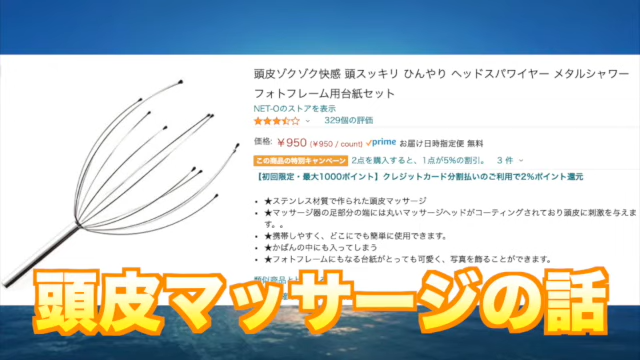 頭皮ゾクゾク快感 頭スッキリ ひんやり ヘッドスパワイヤー メタルシャワー
フォトフレーム用台紙セット
NET-Oのストアを表示
329個の評価
価格: ￥950 (￥950 / count) prime お届け日時指定便 無料
この商品の特別キャンペーン 2点を購入すると、1点が5%の割引。 3 件
【初回限定・最大1000ポイント】クレジットカード分割払いのご利用で2%ポイント還元
★ステンレス材質で作られた頭皮マッサージ
★マッサージ器の足部分の端には丸いマッサージヘッドがコーティングされており頭皮に刺激を与えま
す。。
★携帯しやすく、どこにでも簡単に使用できます。
★かばんの中にも入ってしまう
★フォトフレームにもなる台紙がとっても可愛く、写真を飾ることができます。
頭皮マッサージの話